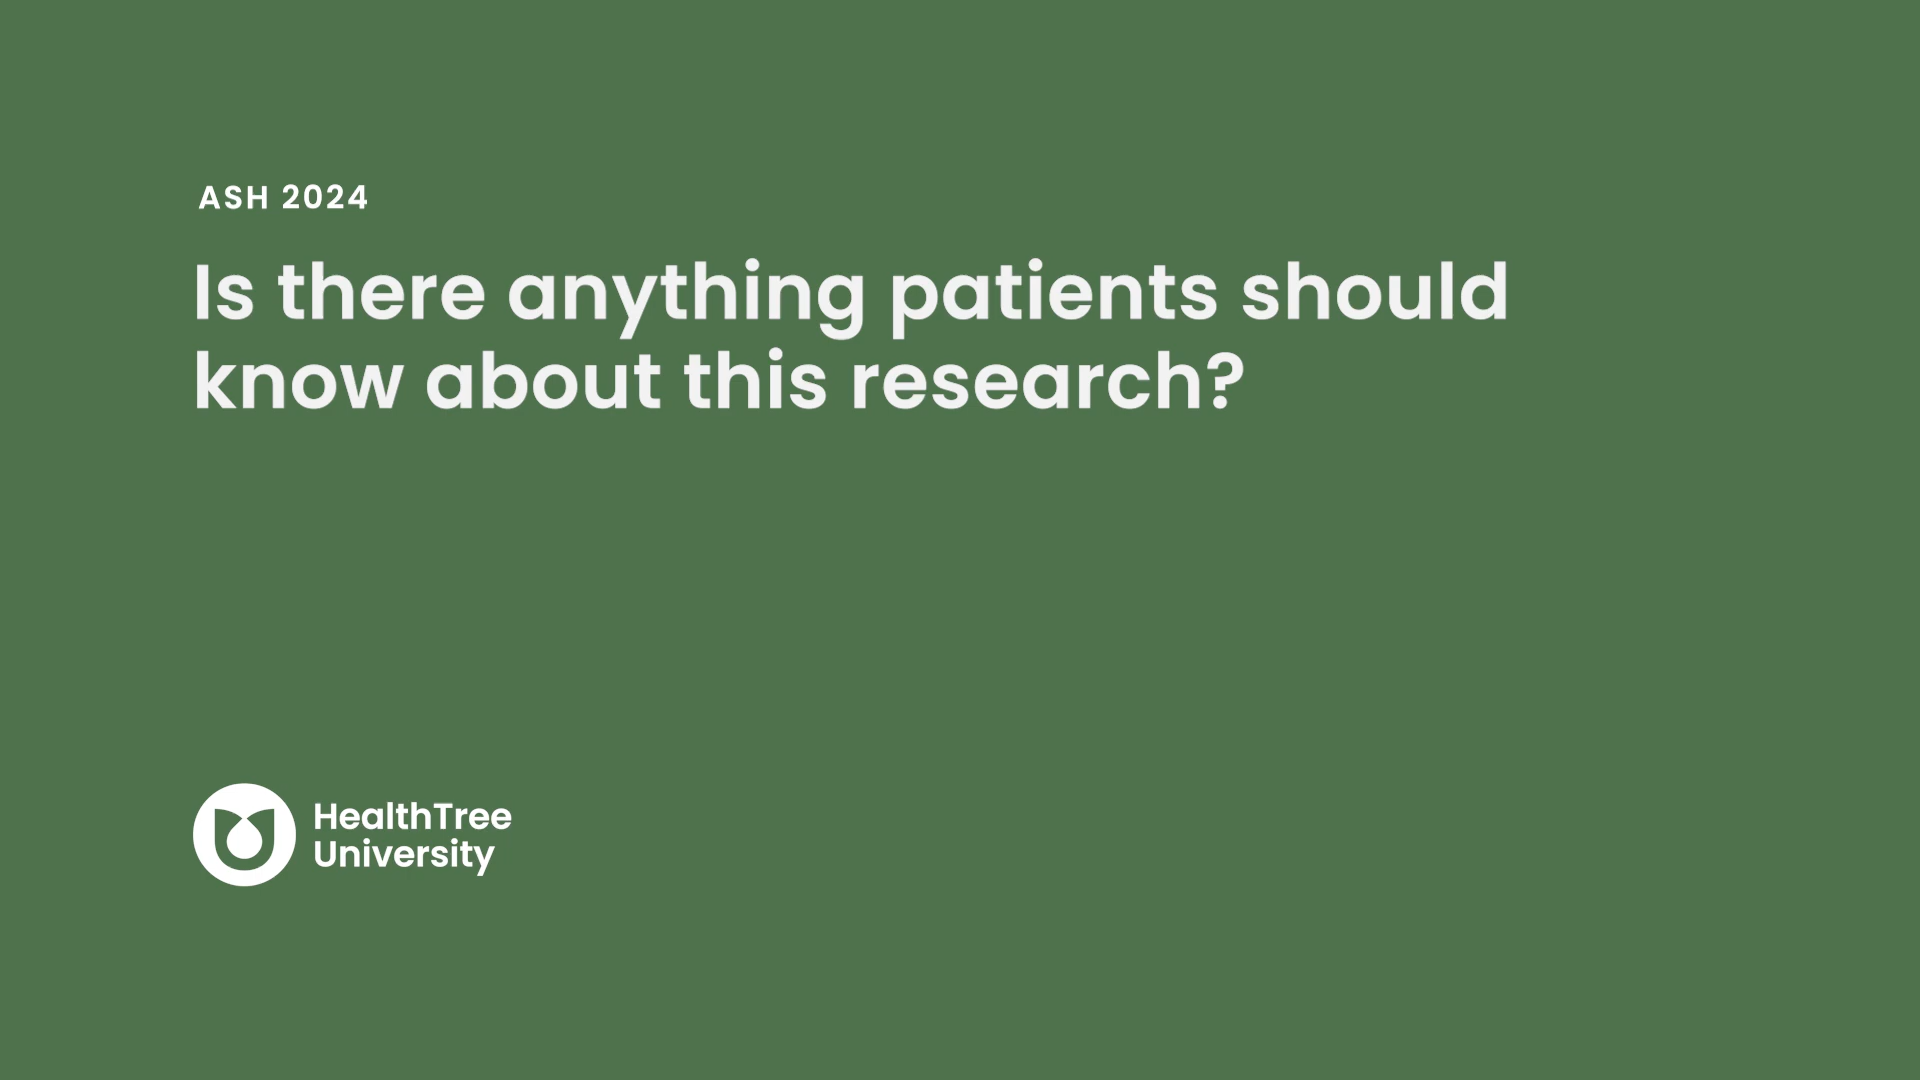 ASH 2024
Is there anything patients should
know about this research?
HealthTree
University